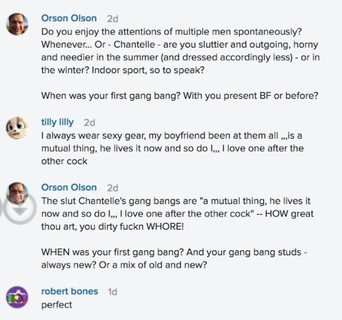 Orson Olson 2d
Do you enjoy the attentions of multiple men spontaneously?
Whenever... Or - Chantelle - are you sluttier and outgoing, horny
and needier in the summer (and dressed accordingly less) - or in
the winter? Indoor sport, so to speak?
When was your first gang bang? With you present BF or before?
tilly lilly 2d
I always wear sexy gear, my boyfriend been at them all ,,,is a
mutual thing, he lives it now and so do I,,, I love one after the
other cock
Orson Olson 2d
The slut Chantelle's gang bangs are "a mutual thing, he lives it
now and so do I,,, I love one after the other cock" -- HOW great
thou art, you dirty fuckn WHORE!
WHEN was your first gang bang? And your gang bang studs -
always new? Or a mix of old and new?
robert bones 1d
perfect